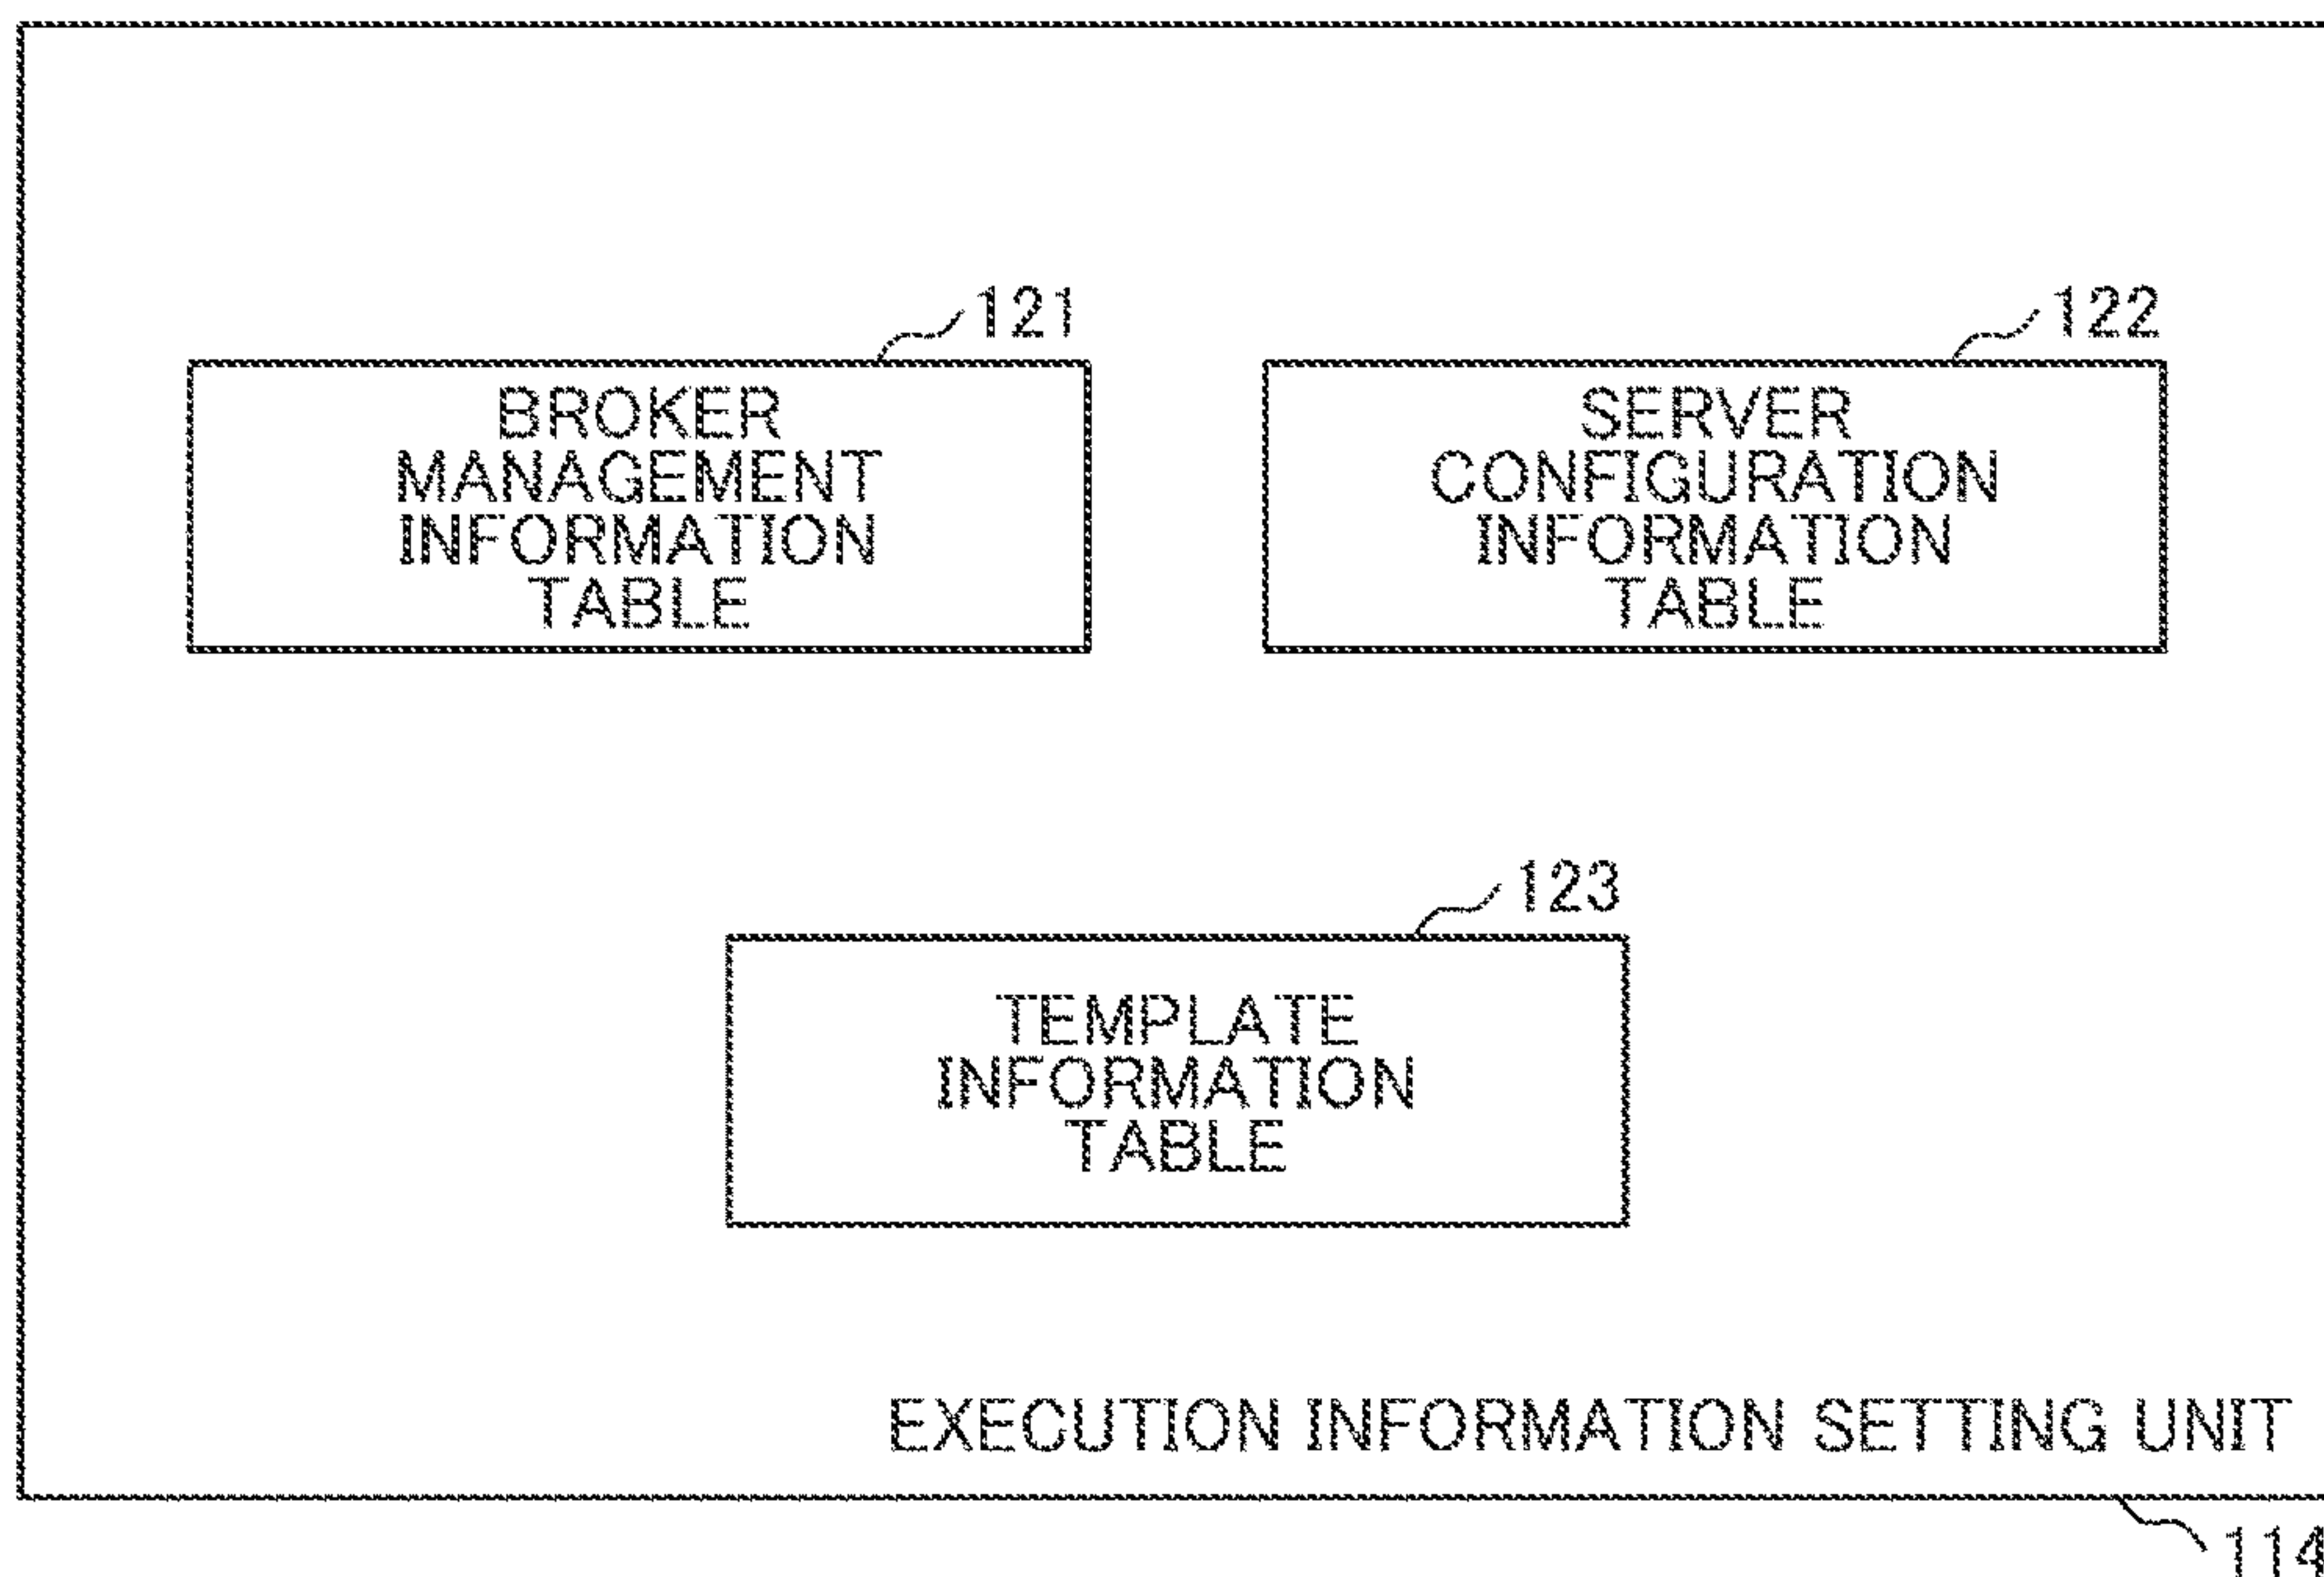 121
BROKER
MANAGEMENT
INFORMATION
TABLE
122
SERVER
CONFIGURATION
INFORMATION
TABLE
123
TEMPLATE
INFORMATION
TABLE
EXECUTION INFORMATION SETTING UNIT
114